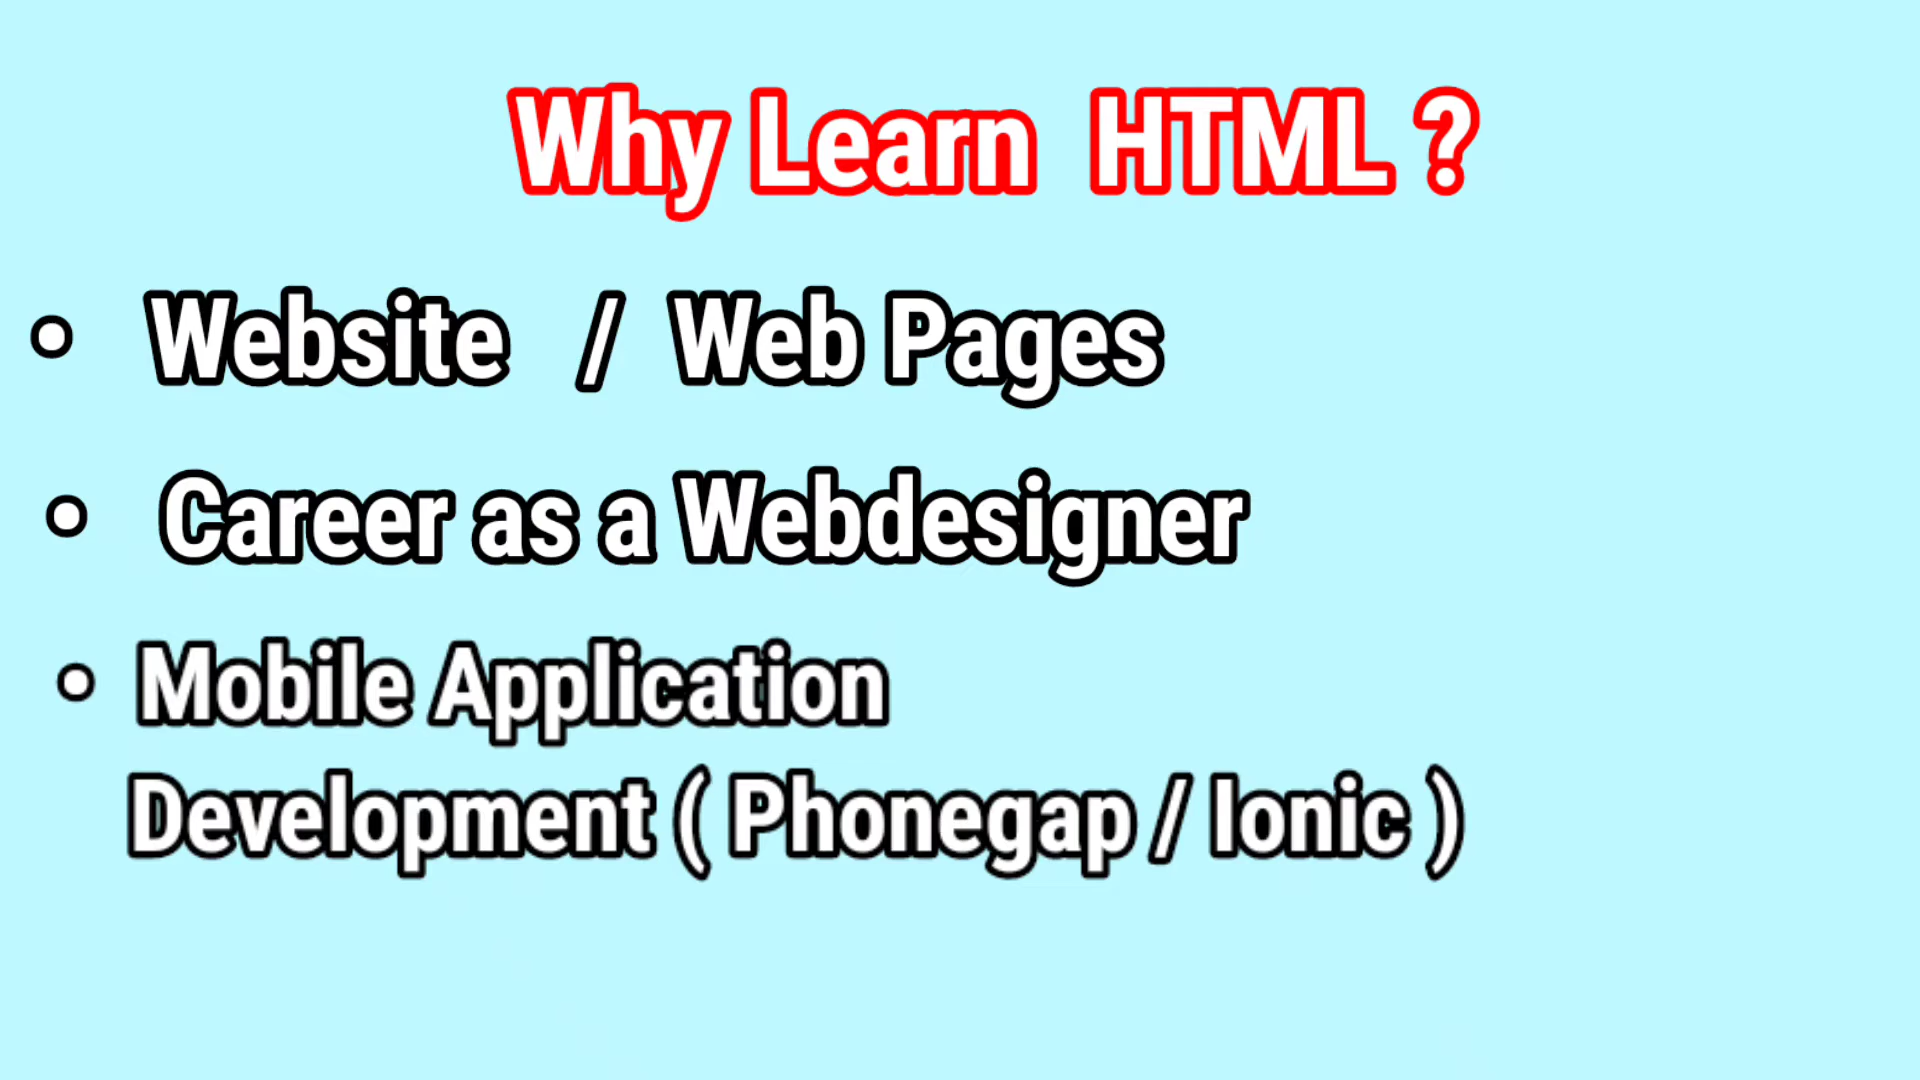 Why Learn HTML ?
• Website / Web Pages
• Career as a Webdesigner
• Mobile Application
Development ( Phonegap / Ionic )